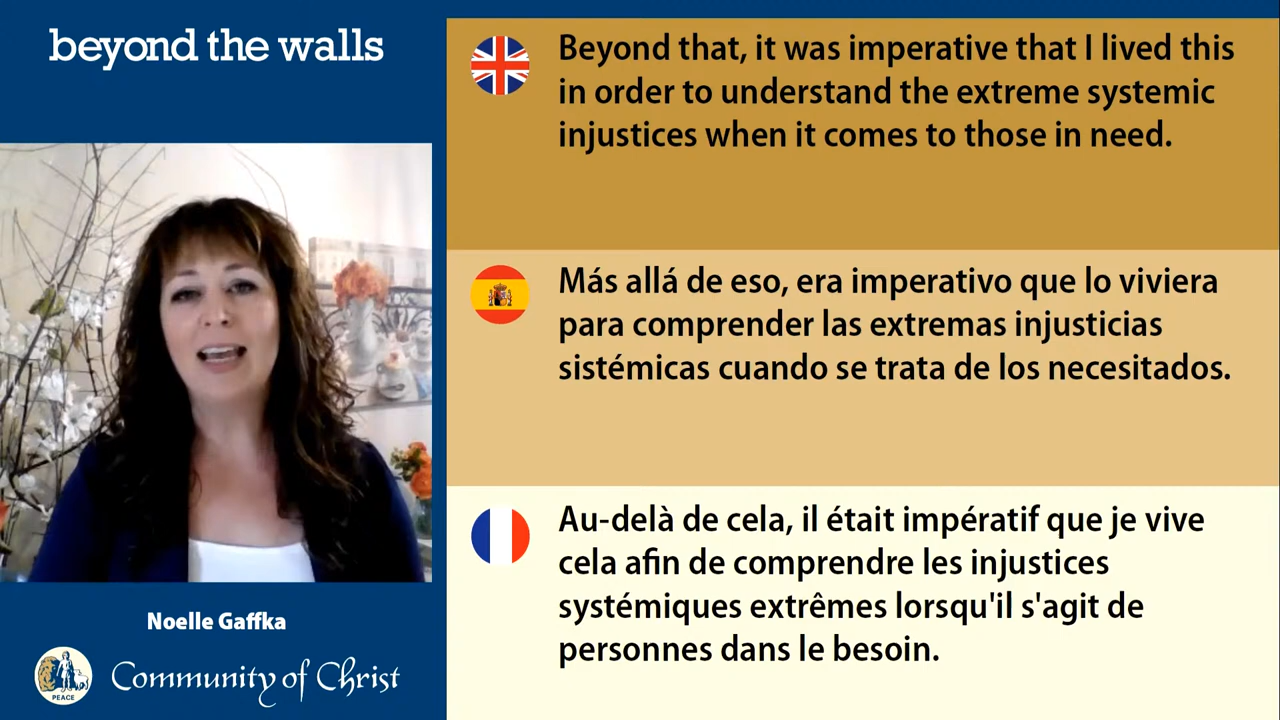 beyond the walls
Beyond that, it was imperative that I lived this
in order to understand the extreme systemic
injustices when it comes to those in need.
Más allá de eso, era imperativo que lo viviera
para comprender las extremas injusticias
sistémicas cuando se trata de los necesitados.
Au-delà de cela, il était impératif que je vive
cela afin de comprendre les injustices
systémiques extrêmes lorsqu'il s'agit de
personnes dans le besoin.
Noelle Gaffka
PEACE
Community of Christ